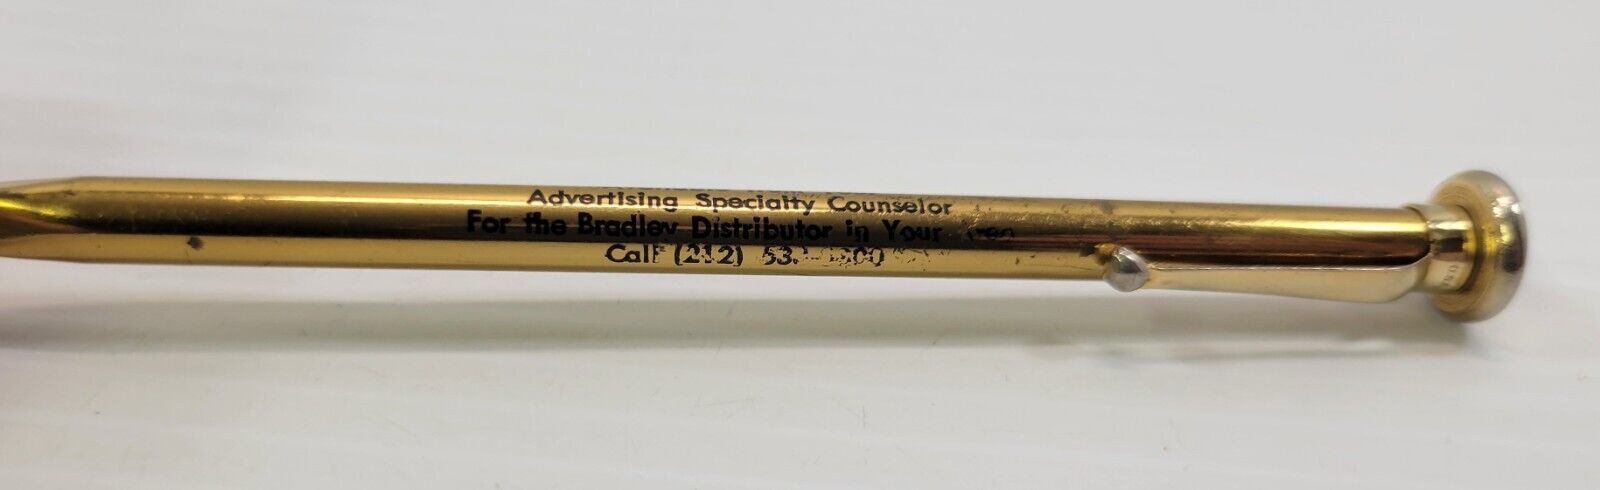 Advertising Specialty Counselor
For the Bradley Distributor in Your
Call (212)